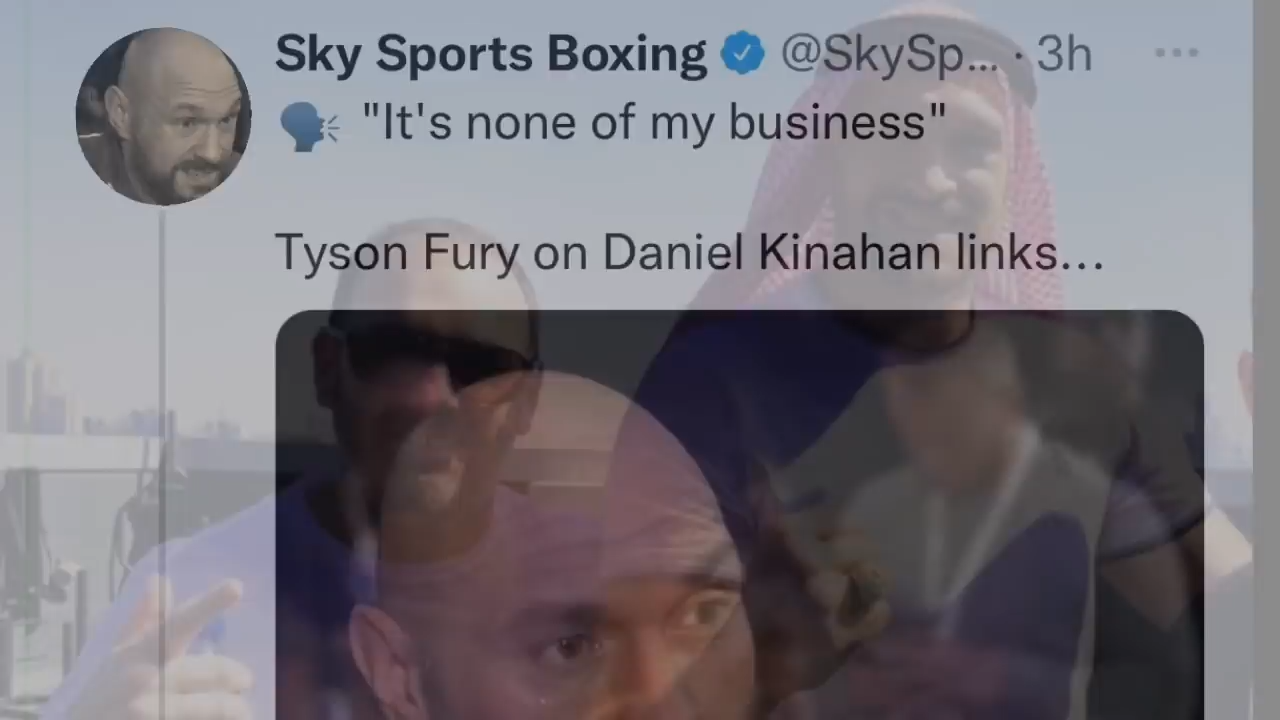 Sky Sports Boxing @SkySp... · 3h
"It's none of my business"
Tyson Fury on Daniel Kinahan links...